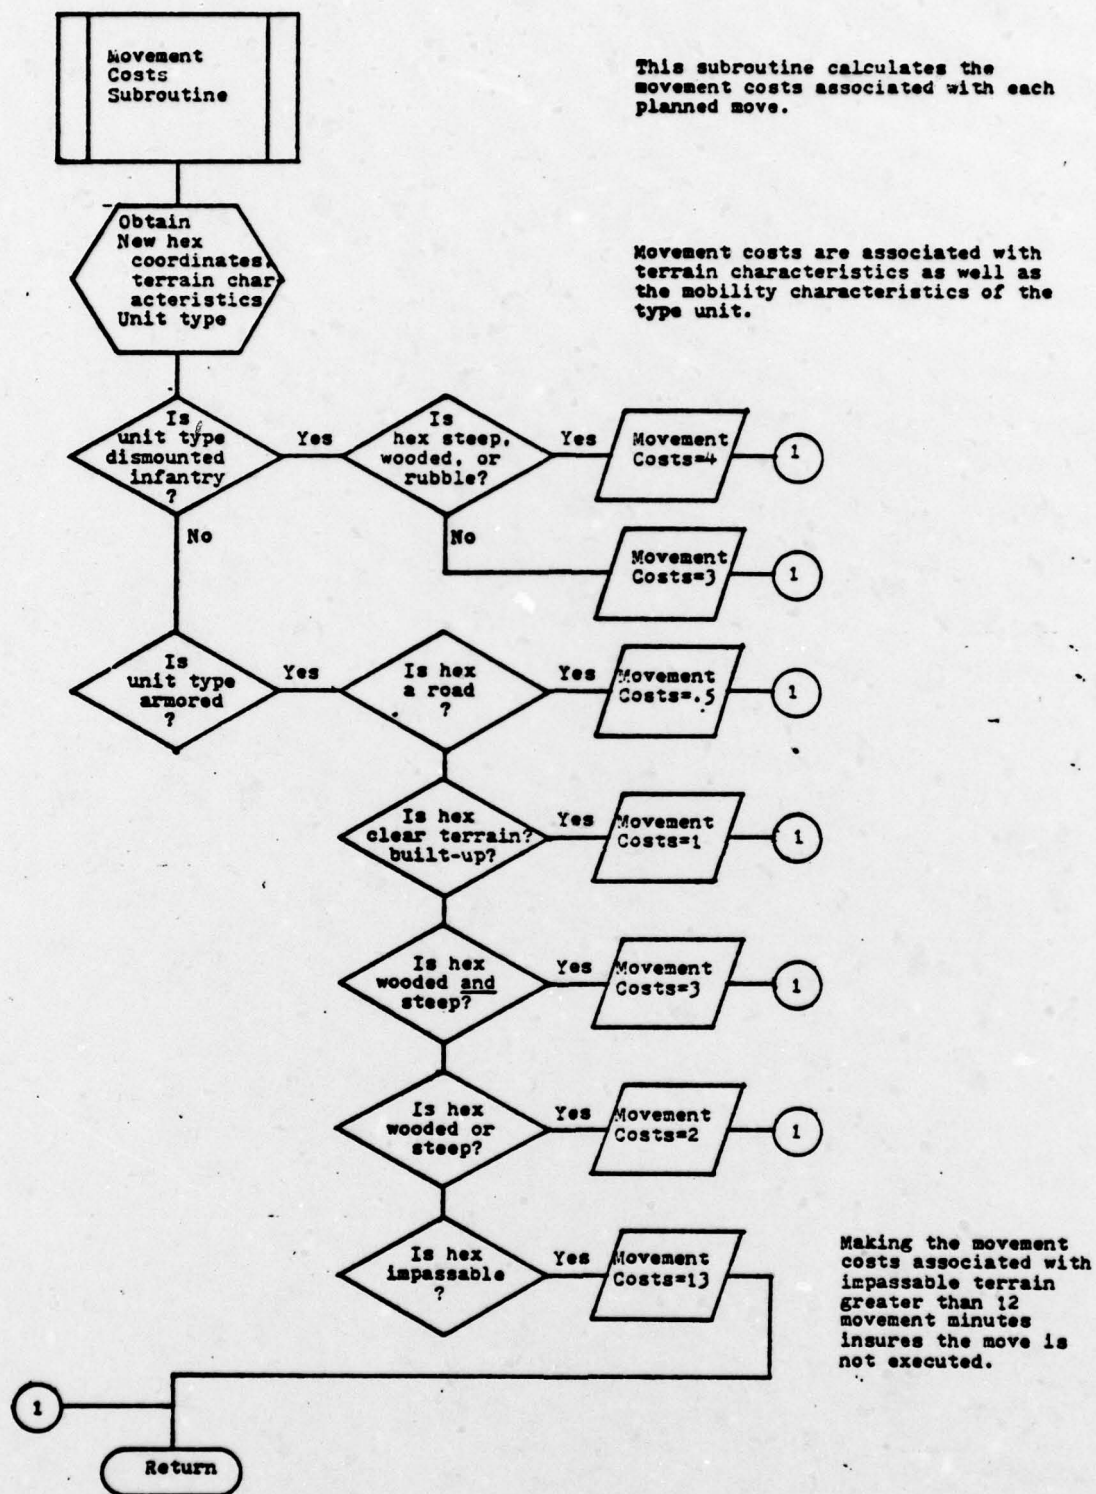 Movement
Costs
Subroutine
This subroutine calculates the
movement costs associated with each
planned move.
Obtain
New hex
coordinates,
terrain char-
acteristics
Unit type
Movement costs are associated with
terrain characteristics as well as
the mobility characteristics of the
type unit.
Is
unit type
dismounted
infantry
?
Yes
Is
hex steep,
wooded, or
rubble?
Yes
Movement
Costs=4
1
No
No
Movement
Costs=3
1
Is
unit type
armored
?
Yes
Is hex
a road
?
Yes
Movement
Costs=.5
1
Is hex
clear terrain?
built-up?
Yes
Movement
Costs=1
1
Is hex
wooded and
steep?
Yes
Movement
Costs=3
1
Is hex
wooded or
steep?
Yes
Movement
Costs=2
1
Is hex
impassable
?
Yes
Movement
Costs=13
Making the movement
costs associated with
impassable terrain
greater than 12
movement minutes
insures the move is
not executed.
1
Return